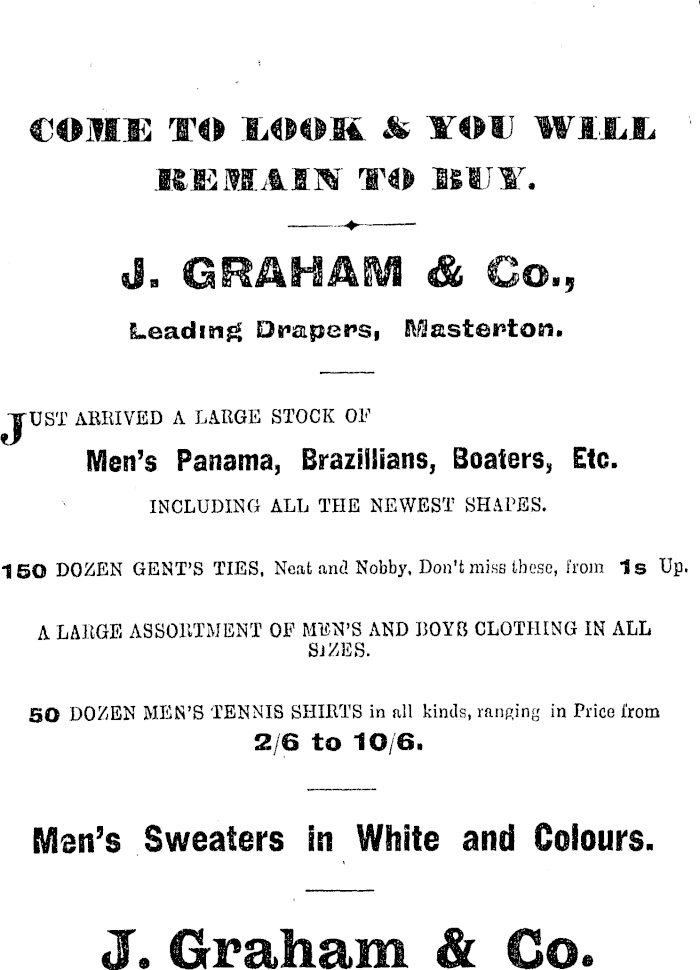 COME TO LOOK & YOU WILL
REMAIN TO BUY.
J. GRAHAM & Co.,
Leading Drapers, Masterton.
JUST ARRIVED A LARGE STOCK OF
Men's Panama, Brazillians, Boaters, Etc.
INCLUDING ALL THE NEWEST SHAPES.
150 DOZEN GENT'S TIES, Neat and Nobby, Don't miss these, from 1s Up.
A LARGE ASSORTMENT OF MEN'S AND BOYS CLOTHING IN ALL
SIZES.
50 DOZEN MEN'S TENNIS SHIRTS in all kinds, ranging in Price from
2/6 to 10/6.
Men's Sweaters in White and Colours.
J. Graham & Co.